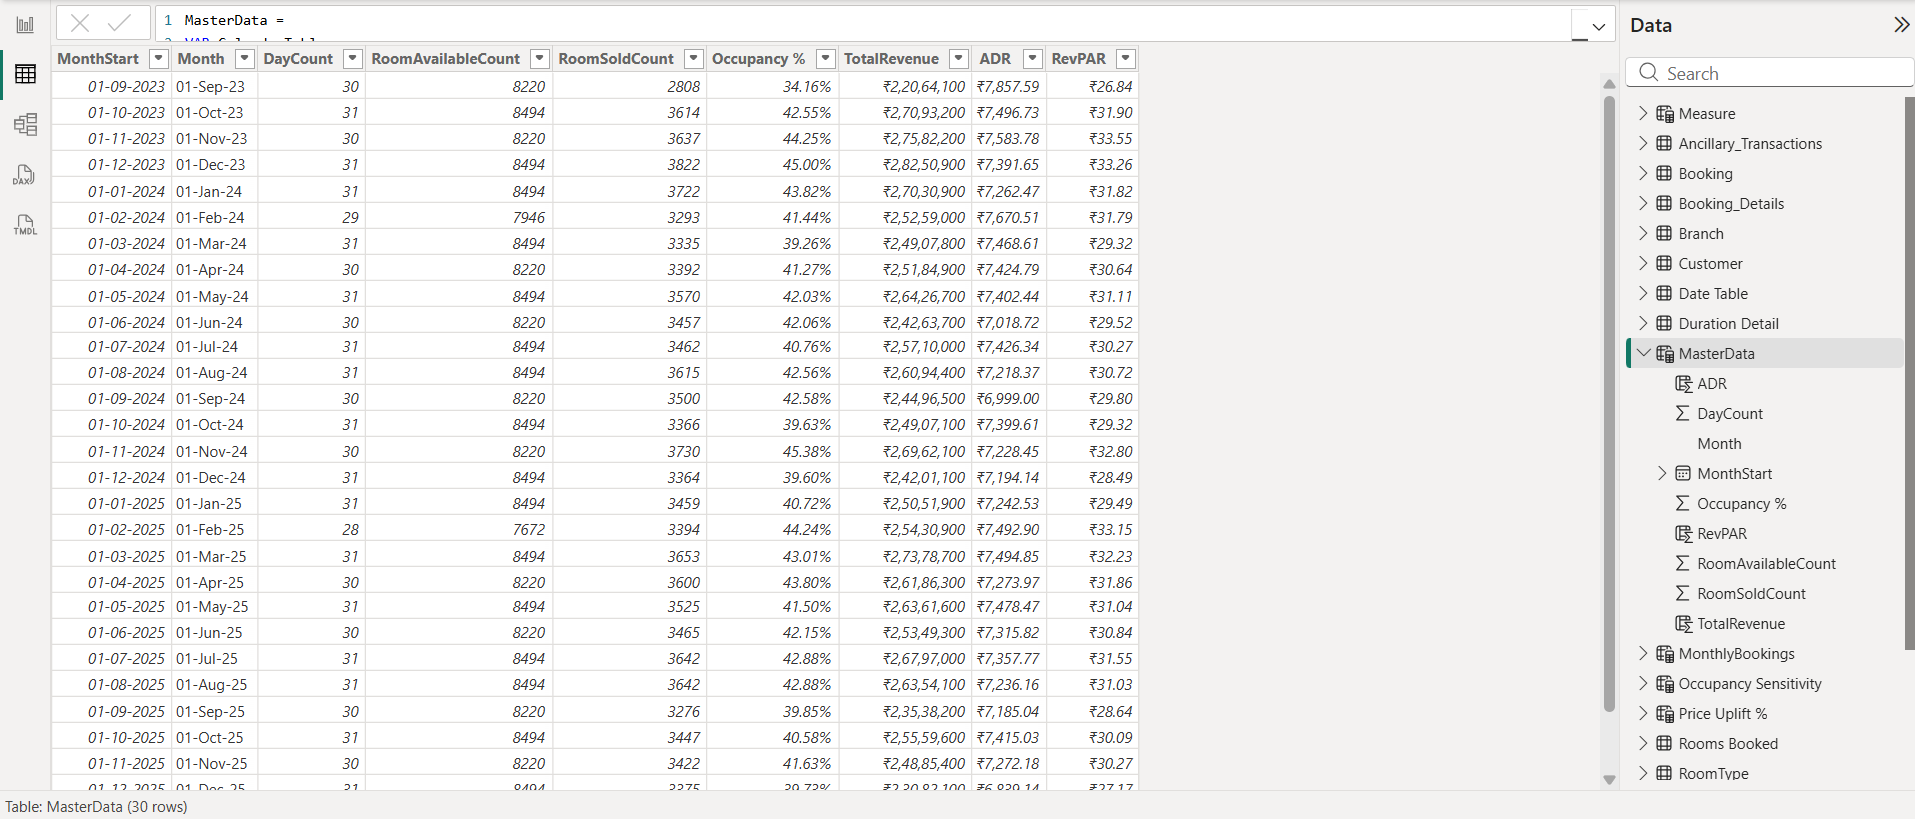 1 MasterData =
Data
Search
MonthStart Month DayCount RoomAvailableCount RoomSoldCount Occupancy % TotalRevenue ADR RevPAR
01-09-2023 01-Sep-23 30 8220 2808 34.16% ₹2,20,64,100 ₹7,857.59 ₹26.84
01-10-2023 01-Oct-23 31 8494 3614 42.55% ₹2,70,93,200 ₹7,496.73 ₹31.90
01-11-2023 01-Nov-23 30 8220 3637 44.25% ₹2,75,82,200 ₹7,583.78 ₹33.55
01-12-2023 01-Dec-23 31 8494 3822 45.00% ₹2,82,50,900 ₹7,391.65 ₹33.26
01-01-2024 01-Jan-24 31 8494 3722 43.82% ₹2,70,30,900 ₹7,262.47 ₹31.82
01-02-2024 01-Feb-24 29 7946 3293 41.44% ₹2,52,59,000 ₹7,670.51 ₹31.79
01-03-2024 01-Mar-24 31 8494 3335 39.26% ₹2,49,07,800 ₹7,468.61 ₹29.32
01-04-2024 01-Apr-24 30 8220 3392 41.27% ₹2,51,84,900 ₹7,424.79 ₹30.64
01-05-2024 01-May-24 31 8494 3570 42.03% ₹2,64,26,700 ₹7,402.44 ₹31.11
01-06-2024 01-Jun-24 30 8220 3457 42.06% ₹2,42,63,700 ₹7,018.72 ₹29.52
01-07-2024 01-Jul-24 31 8494 3462 40.76% ₹2,57,10,000 ₹7,426.34 ₹30.27
01-08-2024 01-Aug-24 31 8494 3615 42.56% ₹2,60,94,400 ₹7,218.37 ₹30.72
01-09-2024 01-Sep-24 30 8220 3500 42.58% ₹2,44,96,500 ₹6,999.00 ₹29.80
01-10-2024 01-Oct-24 31 8494 3366 39.63% ₹2,49,07,100 ₹7,399.61 ₹29.32
01-11-2024 01-Nov-24 30 8220 3730 45.38% ₹2,69,62,100 ₹7,228.45 ₹32.80
01-12-2024 01-Dec-24 31 8494 3364 39.60% ₹2,42,01,100 ₹7,194.14 ₹28.49
01-01-2025 01-Jan-25 31 8494 3459 40.72% ₹2,50,51,900 ₹7,242.53 ₹29.49
01-02-2025 01-Feb-25 28 7672 3394 44.24% ₹2,54,30,900 ₹7,492.90 ₹33.15
01-03-2025 01-Mar-25 31 8494 3653 43.01% ₹2,73,78,700 ₹7,494.85 ₹32.23
01-04-2025 01-Apr-25 30 8220 3600 43.80% ₹2,61,86,300 ₹7,273.97 ₹31.86
01-05-2025 01-May-25 31 8494 3525 41.50% ₹2,63,61,600 ₹7,478.47 ₹31.04
01-06-2025 01-Jun-25 30 8220 3465 42.15% ₹2,53,49,300 ₹7,315.82 ₹30.84
01-07-2025 01-Jul-25 31 8494 3642 42.88% ₹2,67,97,000 ₹7,357.77 ₹31.55
01-08-2025 01-Aug-25 31 8494 3642 42.88% ₹2,63,54,100 ₹7,236.16 ₹31.03
01-09-2025 01-Sep-25 30 8220 3276 39.85% ₹2,35,38,200 ₹7,185.04 ₹28.64
01-10-2025 01-Oct-25 31 8494 3447 40.58% ₹2,55,59,600 ₹7,415.03 ₹30.09
01-11-2025 01-Nov-25 30 8220 3422 41.63% ₹2,48,85,400 ₹7,272.18 ₹30.27
DAX
TMDL
Measure
Ancillary_Transactions
Booking
Booking_Details
Branch
Customer
Date Table
Duration Detail
MasterData
ADR
DayCount
Month
MonthStart
Occupancy %
RevPAR
RoomAvailableCount
RoomSoldCount
TotalRevenue
MonthlyBookings
Occupancy Sensitivity
Price Uplift %
Rooms Booked
RoomType
Table: MasterData (30 rows)